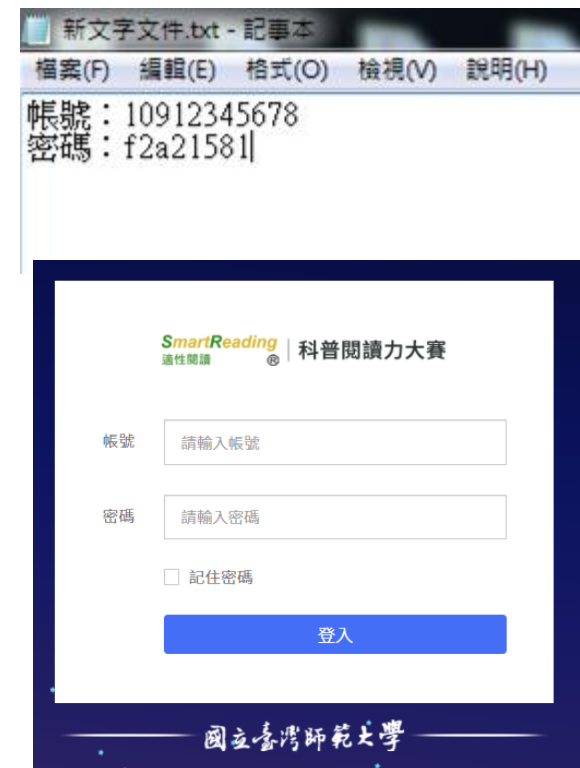 新文字文件.txt - 記事本
檔案(F) 編輯(E) 格式(O) 檢視(V) 說明(H)
帳號：10912345678
密碼：f2a21581
SmartReading
適性閱讀 ® 科普閱讀力大賽
帳號 請輸入帳號
密碼 請輸入密碼
記住密碼
登入
國立臺灣師範大學